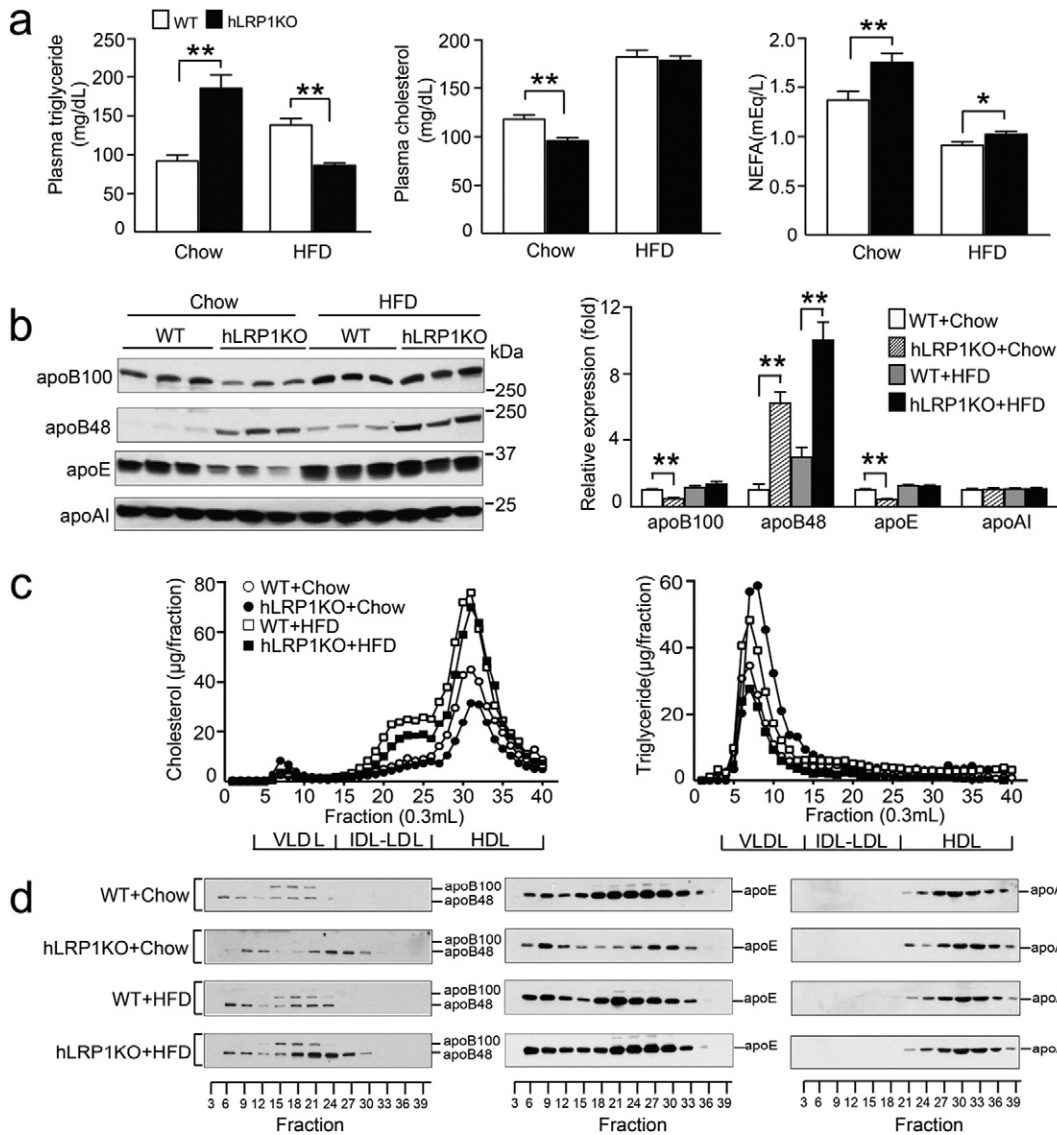 a
WT hLRP1KO
Plasma triglyceride
(mg/dL)
250
200
150
100
50
0
** **
Chow HFD
Plasma cholesterol
(mg/dL)
200
150
100
50
0
**
Chow HFD
NEFA(mEq/L)
2.0
1.5
1.0
0.5
0.0
** *
Chow HFD
b
Chow HFD
WT hLRP1KO WT hLRP1KO
kDa
apoB100
250
250
apoB48
apoE
37
apoAI
25
Relative expression (fold)
12
8
4
0
** ** ** **
apoB100 apoB48 apoE apoAI
WT+Chow
hLRP1KO+Chow
WT+HFD
hLRP1KO+HFD
c
Cholesterol (µg/fraction)
80
60
40
20
0
WT+Chow
hLRP1KO+Chow
WT+HFD
hLRP1KO+HFD
0 5 10 15 20 25 30 35 40
Fraction (0.3mL)
VLDL IDL-LDL HDL
Triglyceride(µg/fraction)
60
40
20
0
0 5 10 15 20 25 30 35 40
Fraction (0.3mL)
VLDL IDL-LDL HDL
d
WT+Chow
apoB100
apoB48
apoE
hLRP1KO+Chow
apoB100
apoB48
apoE
WT+HFD
apoB100
apoB48
apoE
hLRP1KO+HFD
apoB100
apoB48
apoE
3 6 9 12 15 18 21 24 27 30 33 36 39
Fraction
3 6 9 12 15 18 21 24 27 30 33 36 39
Fraction
3 6 9 12 15 18 21 24 27 30 33 36 39
Fraction